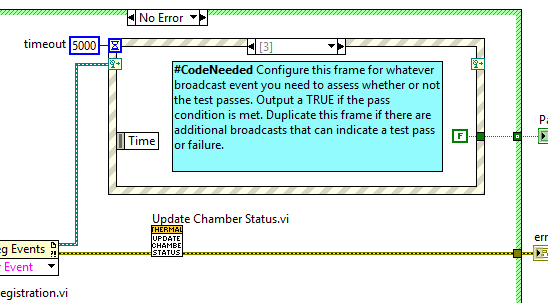 No Error
timeout 5000
[3]
#CodeNeeded Configure this frame for whatever
broadcast event you need to assess whether or not
the test passes. Output a TRUE if the pass
condition is met. Duplicate this frame if there are
additional broadcasts that can indicate a test pass
or failure.
Time
F
Pa
Update Chamber Status.vi
THERMAL
UPDATE
CHAMBE
STATUS
eg Events
r Event
err
egistration.vi